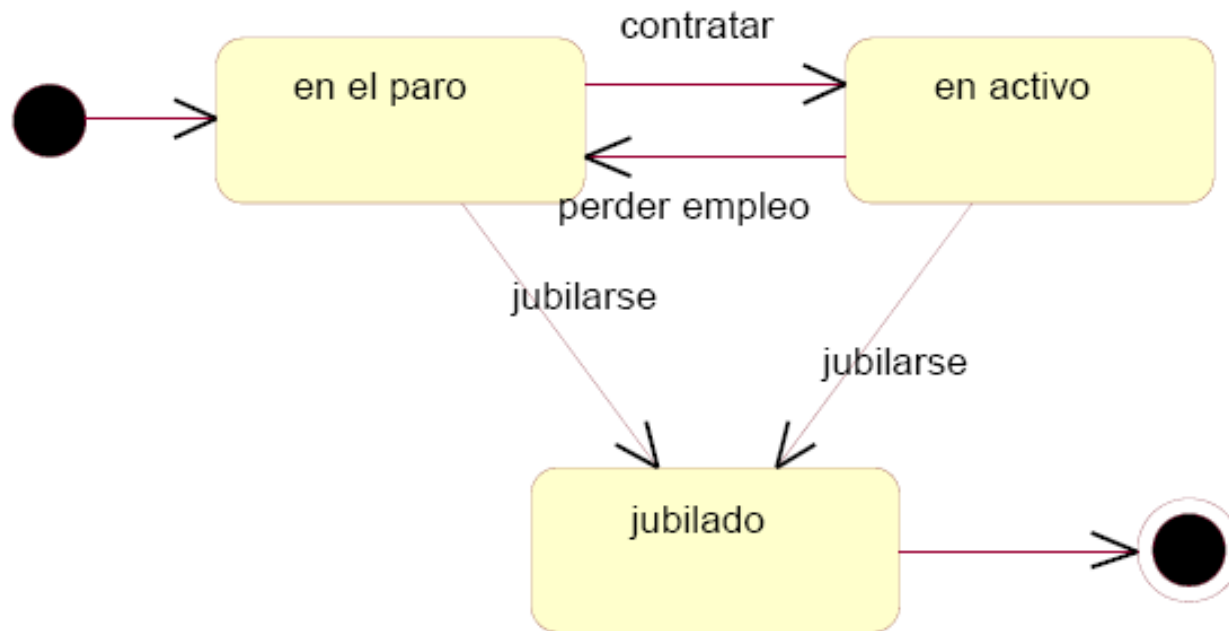 contratar
en el paro
en activo
perder empleo
jubilarse
jubilarse
jubilado